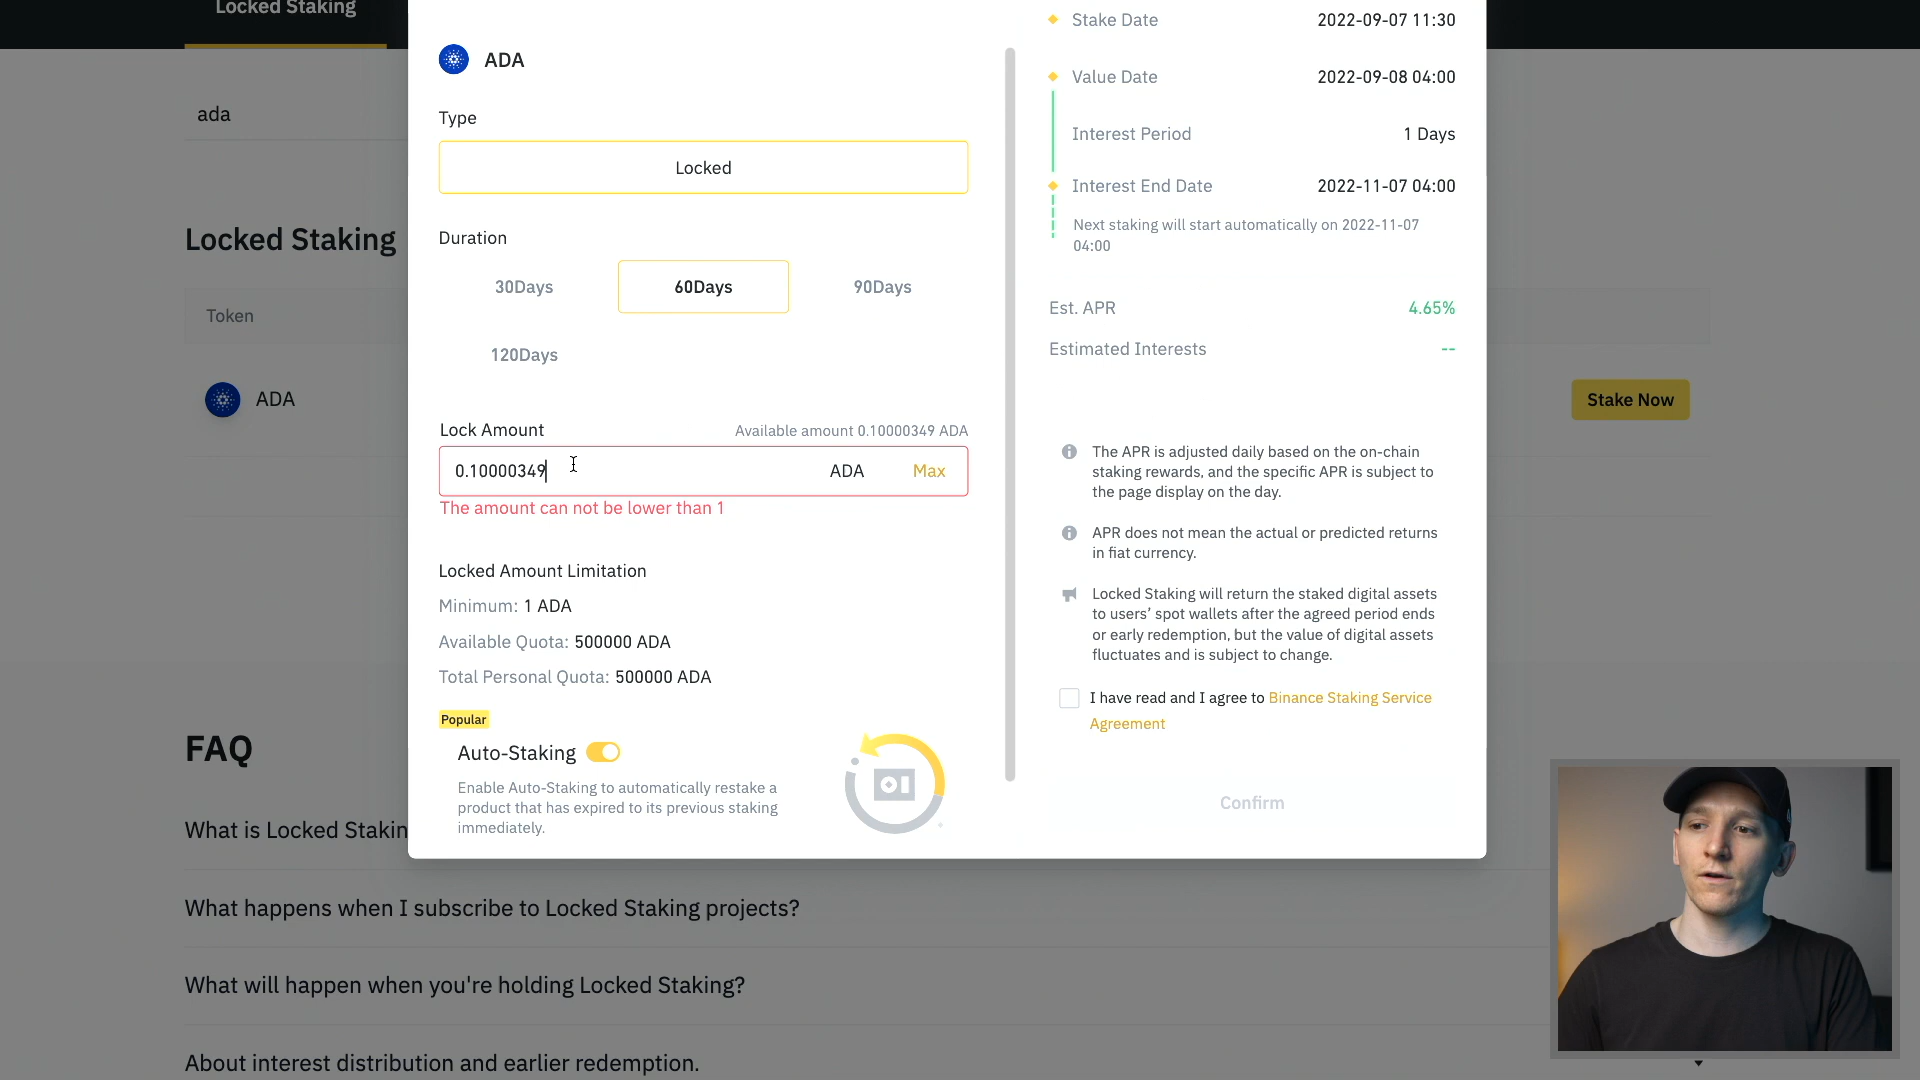 Locked Staking
ada
Locked Staking
Token
ADA
Stake Now
FAQ
What is Locked Stakin
What happens when I subscribe to Locked Staking projects?
What will happen when you're holding Locked Staking?
About interest distribution and earlier redemption.
ADA
Type
Locked
Duration
30Days
60Days
90Days
120Days
Lock Amount
Available amount 0.10000349 ADA
0.10000349
ADA
Max
The amount can not be lower than 1
Locked Amount Limitation
Minimum: 1 ADA
Available Quota: 500000 ADA
Total Personal Quota: 500000 ADA
Popular
Auto-Staking
Enable Auto-Staking to automatically restake a
product that has expired to its previous staking
immediately.
Stake Date 2022-09-07 11:30
Value Date 2022-09-08 04:00
Interest Period 1 Days
Interest End Date 2022-11-07 04:00
Next staking will start automatically on 2022-11-07
04:00
Est. APR 4.65%
Estimated Interests --
The APR is adjusted daily based on the on-chain
staking rewards, and the specific APR is subject to
the page display on the day.
APR does not mean the actual or predicted returns
in fiat currency.
Locked Staking will return the staked digital assets
to users’ spot wallets after the agreed period ends
or early redemption, but the value of digital assets
fluctuates and is subject to change.
I have read and I agree to Binance Staking Service
Agreement
Confirm